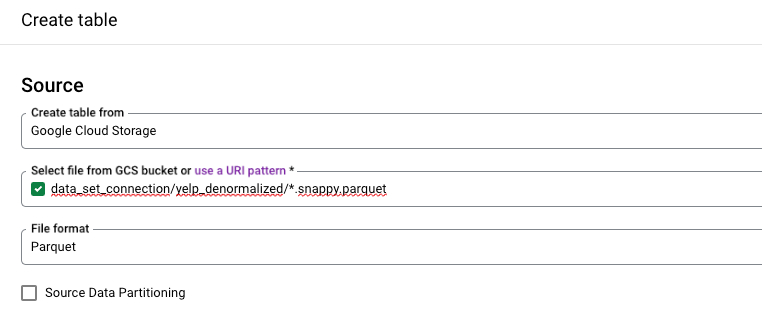 Create table
Source
Create table from
Google Cloud Storage
Select file from GCS bucket or use a URI pattern *
data_set_connection/yelp_denormalized/*.snappy.parquet
File format
Parquet
Source Data Partitioning